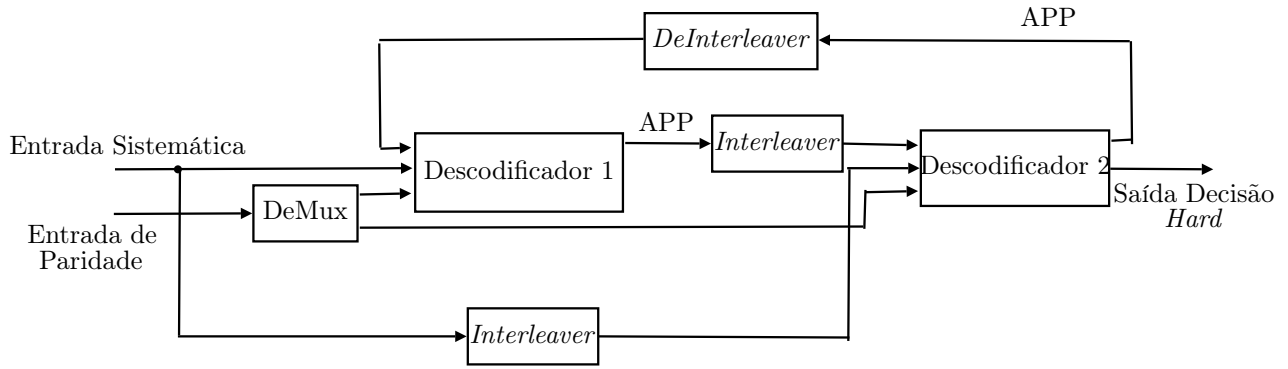 APP
DeInterleaver
APP
Entrada Sistemática
Interleaver
Descodificador 1
Descodificador 2
DeMux
Saída Decisão
Hard
Entrada de
Paridade
Interleaver